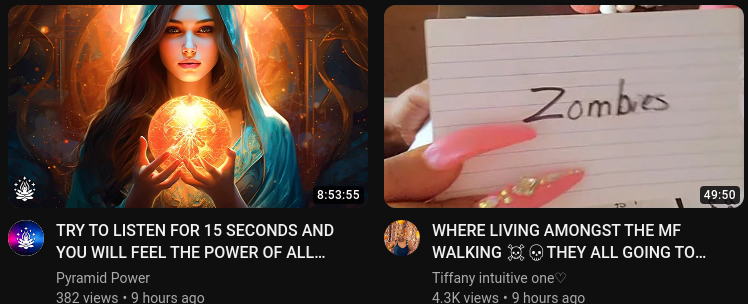 8:53:55
TRY TO LISTEN FOR 15 SECONDS AND
YOU WILL FEEL THE POWER OF ALL...
Pyramid Power
382 views • 9 hours ago
Zombies
49:50
WHERE LIVING AMONGST THE MF
WALKING ☠️💀THEY ALL GOING TO...
Tiffany intuitive one♡
4.3K views • 9 hours ago